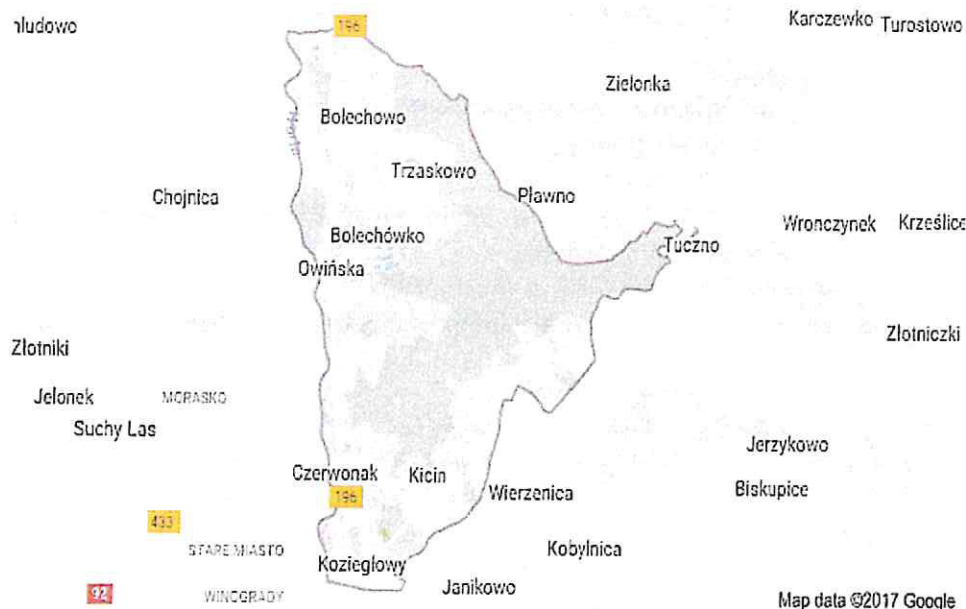 Karczewko Turostowo
196
Zielonka
Bolechowo
Trzaskowo
Chojnica
Pławno
Wronczynek
Krześlice
Bolechówko
Tuczno
Owińska
Złotniczki
Złotniki
Jelonek
MORASKO
Suchy Las
Jerzykowo
Czerwonak
Kicin
Wierzenica
Biskupice
196
433
STARE MIASTO
Kobylnica
Koziegłowy
Janikowo
92
WINOGRADY
Map data ©2017 Google